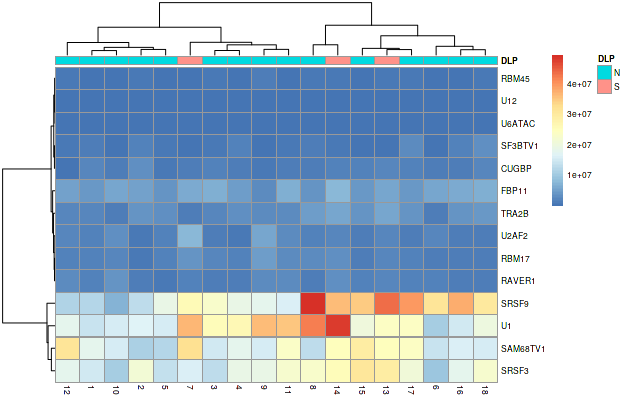 DLP
DLP
N
S
4e+07
3e+07
2e+07
1e+07
RBM45
U12
U6ATAC
SF3BTV1
CUGBP
FBP11
TRA2B
U2AF2
RBM17
RAVER1
SRSF9
U1
SAM68TV1
SRSF3
12 1 10 2 5 7 3 4 9 11 8 14 15 13 17 6 16 18